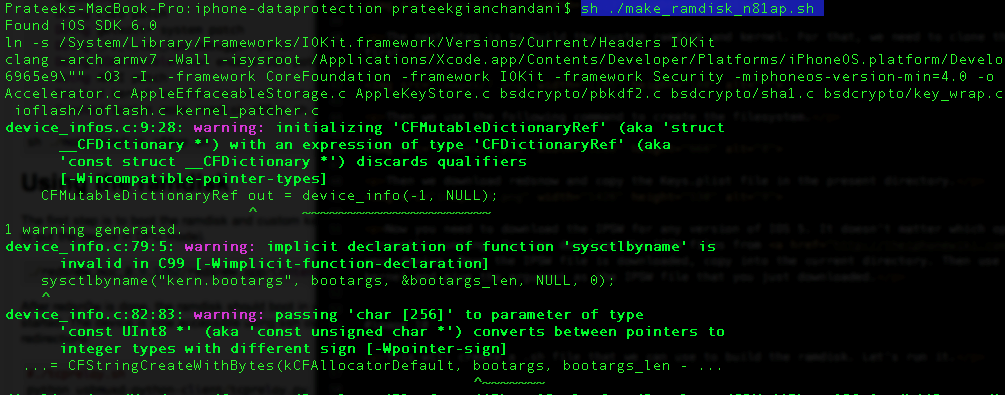 Prateeks-MacBook-Pro:iphone-dataprotection prateekgianchandani$ sh ./make_ramdisk_n81ap.sh
Found iOS SDK 6.0
ln -s /System/Library/Frameworks/IOKit.framework/Versions/Current/Headers IOKit
clang -arch armv7 -Wall -isysroot /Applications/Xcode.app/Contents/Developer/Platforms/iPhoneOS.platform/Develo
6965e9\"" -O3 -I. -framework CoreFoundation -framework IOKit -framework Security -miphoneos-version-min=4.0 -o
Accelerator.c AppleEffaceableStorage.c AppleKeyStore.c bsdcrypto/pbkdf2.c bsdcrypto/sha1.c bsdcrypto/key_wrap.c
ioflash/ioflash.c kernel_patcher.c
device_infos.c:9:28: warning: initializing 'CFMutableDictionaryRef' (aka 'struct
__CFDictionary *') with an expression of type 'CFDictionaryRef' (aka
'const struct __CFDictionary *') discards qualifiers
[-Wincompatible-pointer-types]
CFMutableDictionaryRef out = device_info(-1, NULL);
^ ~~~~~~~~~~~~~~~~~~~~~
1 warning generated.
device_info.c:79:5: warning: implicit declaration of function 'sysctlbyname' is
invalid in C99 [-Wimplicit-function-declaration]
sysctlbyname("kern.bootargs", bootargs, &bootargs_len, NULL, 0);
^
device_info.c:82:83: warning: passing 'char [256]' to parameter of type
'const UInt8 *' (aka 'const unsigned char *') converts between pointers to
integer types with different sign [-Wpointer-sign]
...= CFStringCreateWithBytes(kCFAllocatorDefault, bootargs, bootargs_len - ...
^~~~~~~~